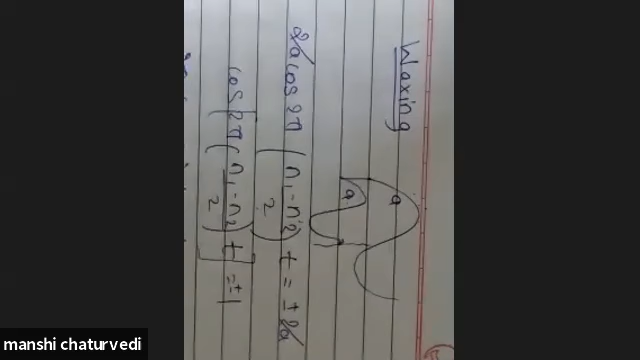 Waxing
a
a
2a cos 2π (n₁-n₂/2) t = ± 2a
cos 2π (n₁-n₂/2) t = ±1
manshi chaturvedi